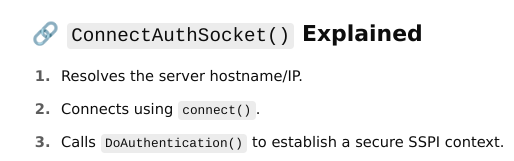 🔗 ConnectAuthSocket() Explained
1. Resolves the server hostname/IP.
2. Connects using connect().
3. Calls DoAuthentication() to establish a secure SSPI context.